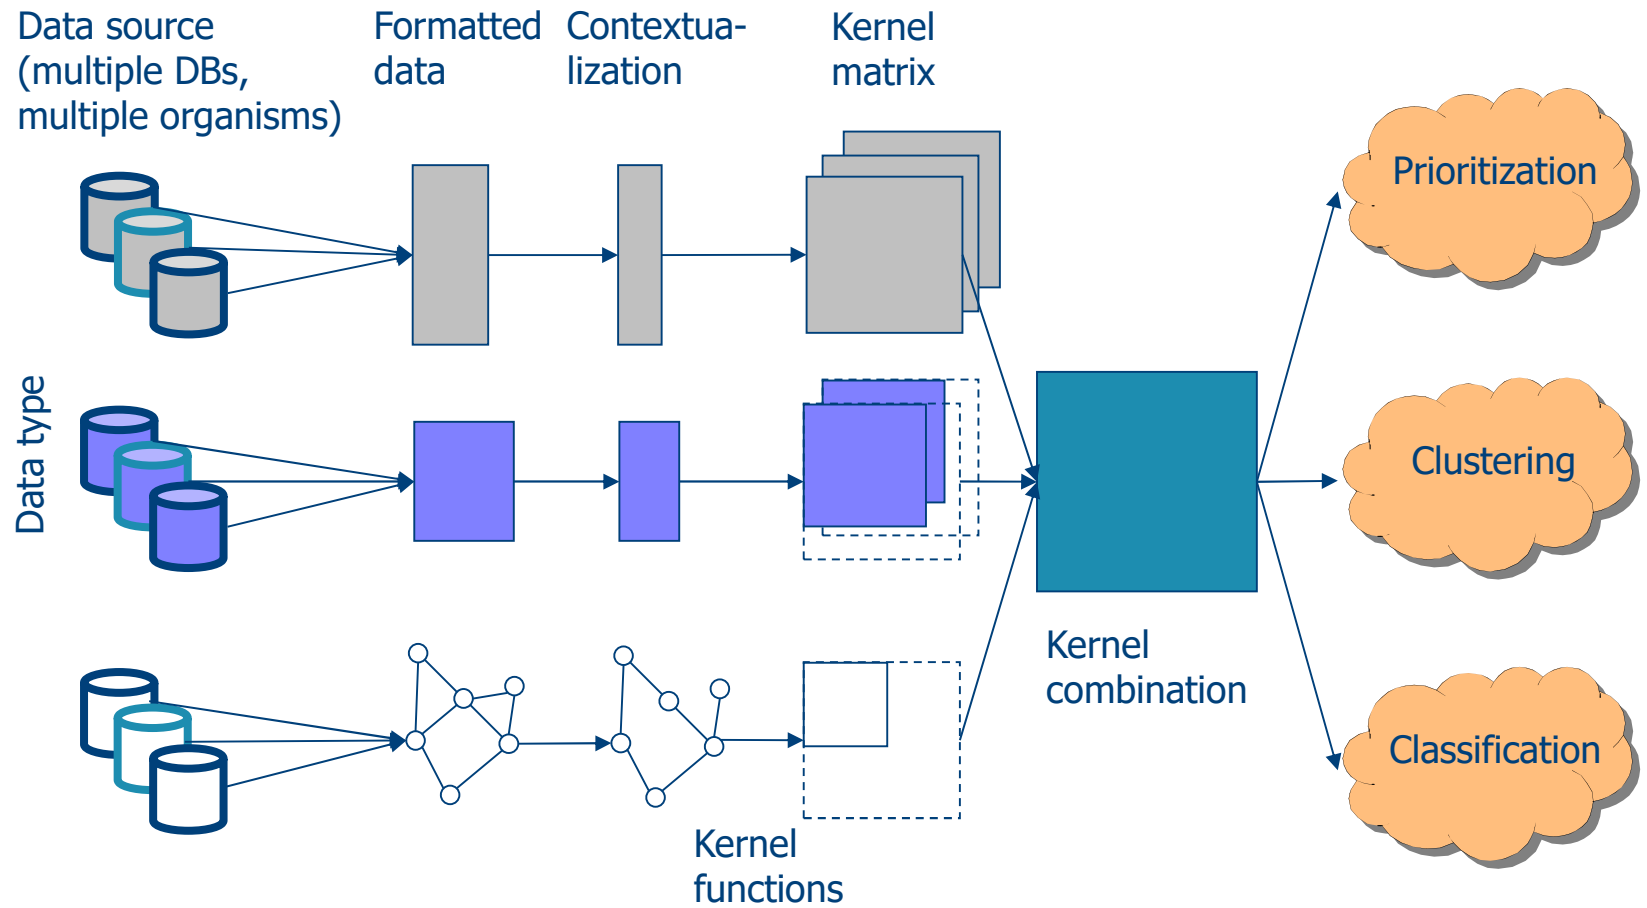 Data source
(multiple DBs,
multiple organisms)
Formatted
data
Contextua-
lization
Kernel
matrix
Data type
Prioritization
Clustering
Classification
Kernel
combination
Kernel
functions